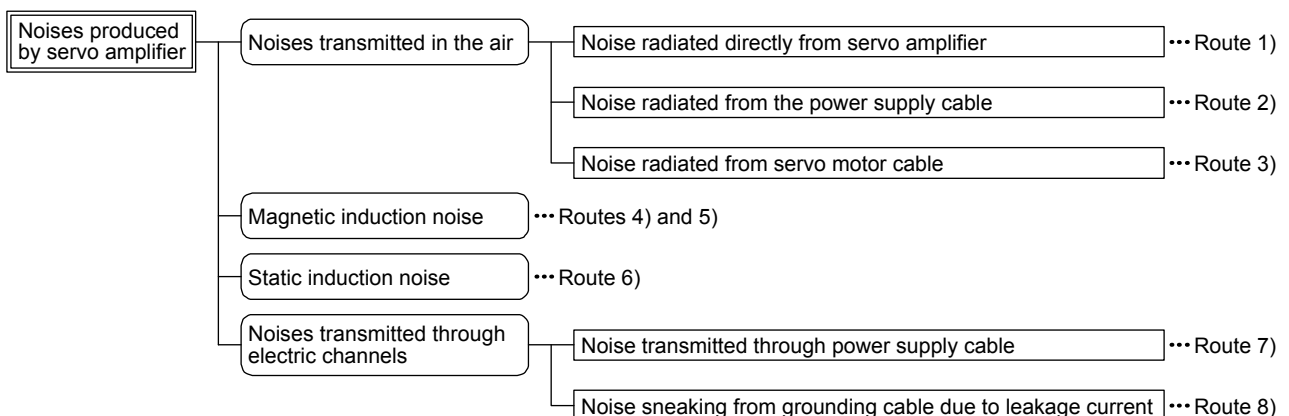 Noises produced
by servo amplifier
Noises transmitted in the air
Noise radiated directly from servo amplifier
••• Route 1)
Noise radiated from the power supply cable
••• Route 2)
Noise radiated from servo motor cable
••• Route 3)
Magnetic induction noise
••• Routes 4) and 5)
Static induction noise
••• Route 6)
Noises transmitted through
electric channels
Noise transmitted through power supply cable
••• Route 7)
Noise sneaking from grounding cable due to leakage current
••• Route 8)